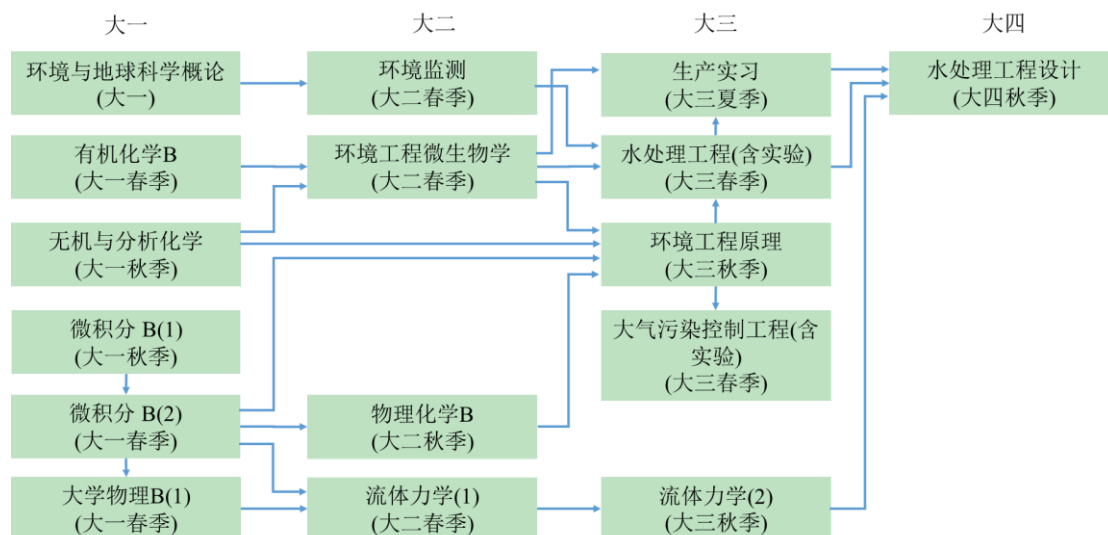 大一
大二
大三
大四
环境与地球科学概论
(大一)
环境监测
(大二春季)
生产实习
(大三夏季)
水处理工程设计
(大四秋季)
有机化学B
(大一春季)
环境工程微生物学
(大二春季)
水处理工程(含实验)
(大三春季)
无机与分析化学
(大一秋季)
环境工程原理
(大三秋季)
微积分 B(1)
(大一秋季)
大气污染控制工程(含
实验)
(大三春季)
微积分 B(2)
(大一春季)
物理化学B
(大二秋季)
大学物理B(1)
(大一春季)
流体力学(1)
(大二春季)
流体力学(2)
(大三秋季)